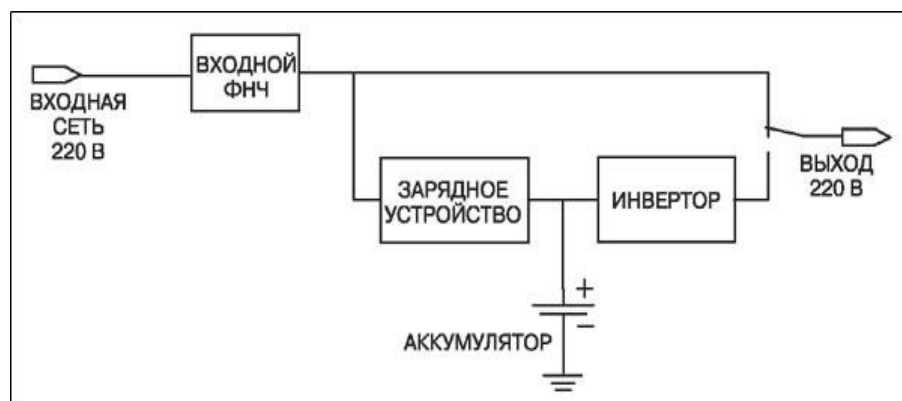 ВХОДНОЙ
ФНЧ
ВХОДНАЯ
СЕТЬ
220 В
ЗАРЯДНОЕ
УСТРОЙСТВО
ИНВЕРТОР
ВЫХОД
220 В
+
–
АККУМУЛЯТОР